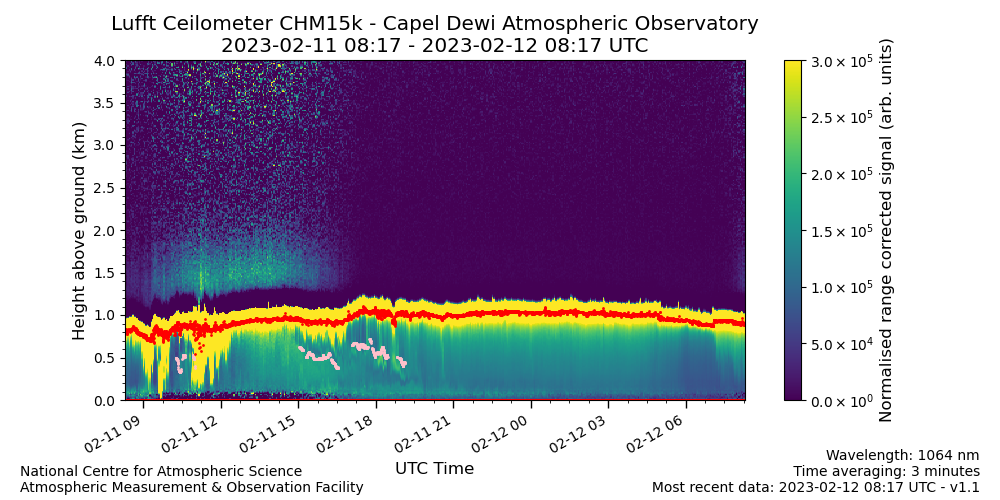 Lufft Ceilometer CHM15k - Capel Dewi Atmospheric Observatory
2023-02-11 08:17 - 2023-02-12 08:17 UTC
Height above ground (km)
4.0
3.5
3.0
2.5
2.0
1.5
1.0
0.5
0.0
02-11 09
02-11 12
02-11 15
02-11 18
02-11 21
02-12 00
02-12 03
02-12 06
UTC Time
3.0 × 10⁵
2.5 × 10⁵
2.0 × 10⁵
1.5 × 10⁵
1.0 × 10⁵
5.0 × 10⁴
0.0 × 10⁰
Normalised range corrected signal (arb. units)
National Centre for Atmospheric Science
Atmospheric Measurement & Observation Facility
Wavelength: 1064 nm
Time averaging: 3 minutes
Most recent data: 2023-02-12 08:17 UTC - v1.1